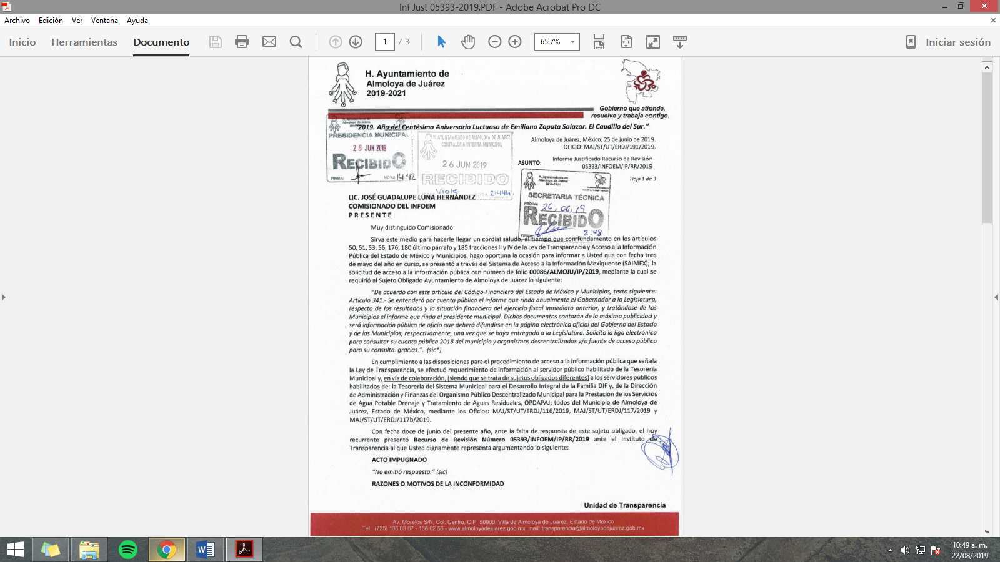 Inf Just 05393-2019.PDF - Adobe Acrobat Pro DC
Archivo Edición Ver Ventana Ayuda
Inicio Herramientas Documento 1 / 3 65.7% Iniciar sesión
H. Ayuntamiento de
Almoloya de Juárez
2019-2021
Gobierno que atiende,
resuelve y trabaja contigo.
"2019. Año del Centésimo Aniversario Luctuoso de Emiliano Zapata Salazar. El Caudillo del Sur."
H. Ayuntamiento de
Almoloya de Juárez
PRESIDENCIA MUNICIPAL
26 JUN 2019
RECIBIDO
FIRMA: HORA 14:42
H. AYUNTAMIENTO DE ALMOLOYA DE JUAREZ
CONTRALORIA INTERNA MUNICIPAL
26 JUN 2019
RECIBIDO
Viole HORA 2:44h
Almoloya de Juárez, México; 25 de junio de 2019.
OFICIO: MAJ/ST/UT/ERDJ/191/2019.
ASUNTO: Informe Justificado Recurso de Revisión
05393/INFOEM/IP/RR/2019
Hoja 1 de 3
H. Ayuntamiento de
Almoloya de Juárez
2019-2021
SECRETARIA TÉCNICA
FECHA: 26, 06, 19
RECIBIDO
FIRMA: 2:48
LIC. JOSÉ GUADALUPE LUNA HERNÁNDEZ
COMISIONADO DEL INFOEM
P R E S E N T E
Muy distinguido Comisionado:
Sirva este medio para hacerle llegar un cordial saludo, al tiempo que con fundamento en los artículos
50, 51, 53, 56, 176, 180 último párrafo y 185 fracciones II y IV de la Ley de Transparencia y Acceso a la Información
Pública del Estado de México y Municipios, hago oportuna la ocasión para informar a Usted que con fecha tres
de mayo del año en curso, se presentó a través del Sistema de Acceso a la Información Mexiquense (SAIMEX); la
solicitud de acceso a la información pública con número de folio 00086/ALMOJU/IP/2019, mediante la cual se
requirió al Sujeto Obligado Ayuntamiento de Almoloya de Juárez lo siguiente:
"De acuerdo con este artículo del Código Financiero del Estado de México y Municipios, texto siguiente:
Artículo 341.- Se entenderá por cuenta pública el informe que rinda anualmente el Gobernador a la Legislatura,
respecto de los resultados y la situación financiera del ejercicio fiscal inmediato anterior, y tratándose de los
Municipios el informe que rinda el presidente municipal. Dichos documentos contarán de la máxima publicidad y
será información pública de oficio que deberá difundirse en la página electrónica oficial del Gobierno del Estado
y de los Municipios, respectivamente, una vez que se haya entregado a la Legislatura. Solicito la liga electrónica
para consultar su cuenta pública 2018 del municipio y organismos descentralizados y/o fuente de acceso público
para su consulta. gracias.". (sic*)
En cumplimiento a las disposiciones para el procedimiento de acceso a la información pública que señala
la Ley de Transparencia, se efectuó requerimiento de información al servidor público habilitado de la Tesorería
Municipal y, en vía de colaboración, (siendo que se trata de sujetos obligados diferentes) a los servidores públicos
habilitados de: la Tesorería del Sistema Municipal para el Desarrollo Integral de la Familia DIF y, de la Dirección
de Administración y Finanzas del Organismo Público Descentralizado Municipal para la Prestación de los Servicios
de Agua Potable Drenaje y Tratamiento de Aguas Residuales, OPDAPAJ; todos del Municipio de Almoloya de
Juárez, Estado de México, mediante los Oficios: MAJ/ST/UT/ERDJ/116/2019, MAJ/ST/UT/ERDJ/117/2019 y
MAJ/ST/UT/ERDJ/117b/2019.
Con fecha doce de junio del presente año, ante la falta de respuesta de este sujeto obligado, el hoy
recurrente presentó Recurso de Revisión Número 05393/INFOEM/IP/RR/2019 ante el Instituto de
Transparencia al que Usted dignamente representa argumentando lo siguiente:
ACTO IMPUGNADO
"No emitió respuesta." (sic)
RAZONES O MOTIVOS DE LA INCONFORMIDAD
Unidad de Transparencia
Av. Morelos S/N, Col. Centro, C.P. 50900, Villa de Almoloya de Juárez, Estado de México
Tel.: (725) 136 03 67 - 136 02 56 - www.almoloyadejuarez.gob.mx mail: transparencia@almoloyadejuarez.gob.mx
10:49 a. m.
22/08/2019